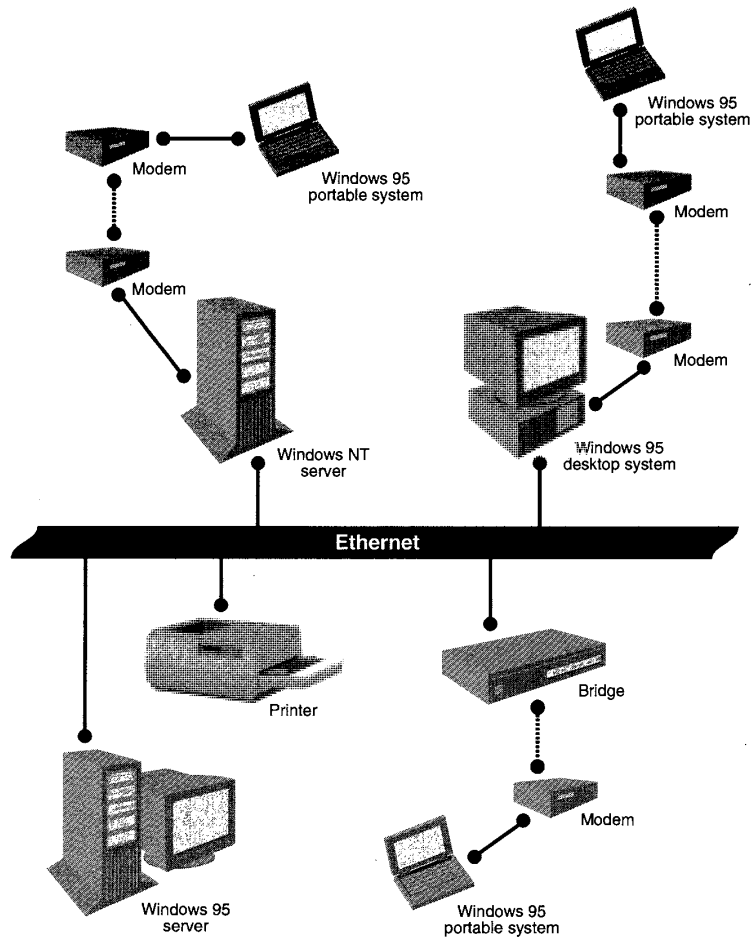 Windows 95
portable system
Modem
Windows 95
portable system
Modem
Modem
Modem
Windows NT
server
Windows 95
desktop system
Ethernet
Printer
Bridge
Modem
Windows 95
server
Windows 95
portable system